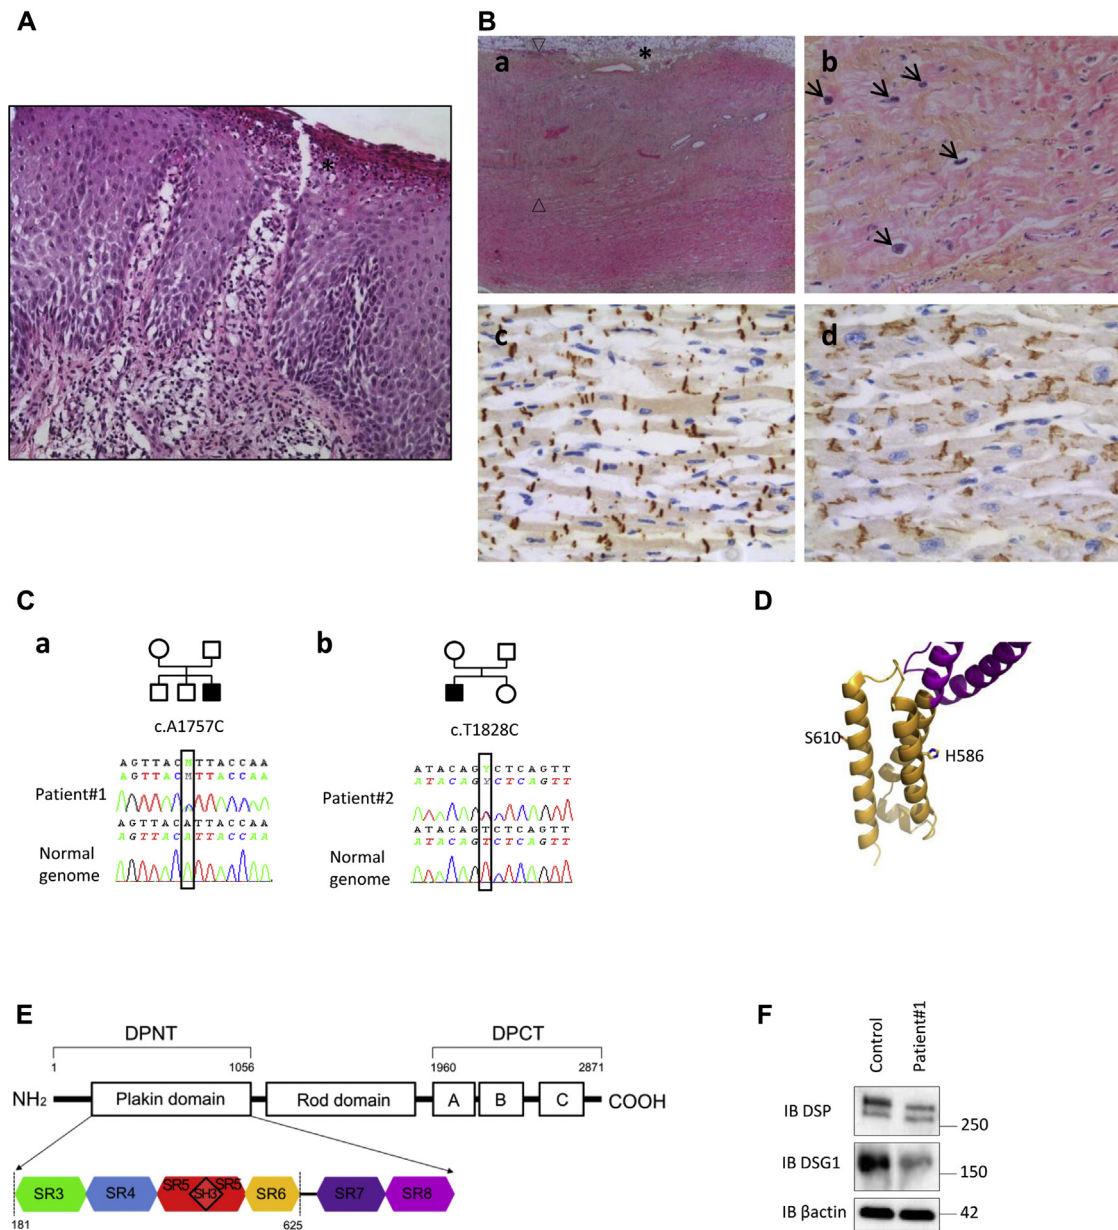 A
B
*
a
*
b
c
d
C
D
a
b
c.A1757C
c.T1828C
AGTTACMTTACCAA
AGTTACMTTACCAA
Patient#1
AGTTACATTACCAA
AGTTACATTACCAA
Normal
genome
ATACAGYCTCAGTT
ATACAGYCTCAGTT
Patient#2
ATACAGTCTCAGTT
ATACAGTCTCAGTT
Normal
genome
S610
H586
E
DPNT
DPCT
1
1056
1960
2871
NH2
Plakin domain
Rod domain
A
B
C
COOH
SR3
SR4
SR5
SH3
SR5
SR6
SR7
SR8
181
625
F
Control
Patient#1
IB DSP
250
IB DSG1
150
IB βactin
42